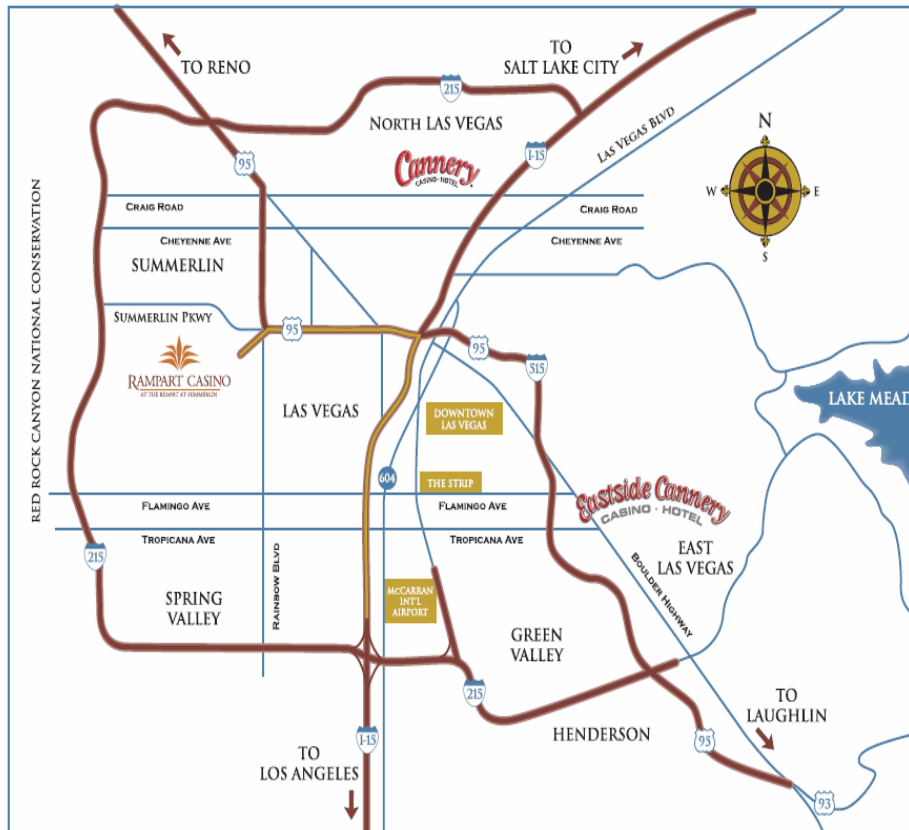 TO RENO
TO
SALT LAKE CITY
215
NORTH LAS VEGAS
LAS VEGAS BLVD
N
W
E
S
I-15
95
Cannery
CASINO · HOTEL
CRAIG ROAD
CRAIG ROAD
CHEYENNE AVE
CHEYENNE AVE
SUMMERLIN
RED ROCK CANYON NATIONAL CONSERVATION
SUMMERLIN PKWY
95
95
515
RAMPART CASINO
AT THE RESORT AT SUMMERLIN
LAS VEGAS
DOWNTOWN
LAS VEGAS
LAKE MEAD
604
THE STRIP
Eastside Cannery
CASINO · HOTEL
FLAMINGO AVE
FLAMINGO AVE
TROPICANA AVE
TROPICANA AVE
EAST
LAS VEGAS
215
RAINBOW BLVD
BOULDER HIGHWAY
SPRING
VALLEY
MCCARRAN
INT'L
AIRPORT
GREEN
VALLEY
215
HENDERSON
TO
LAUGHLIN
TO
LOS ANGELES
I-15
95
93